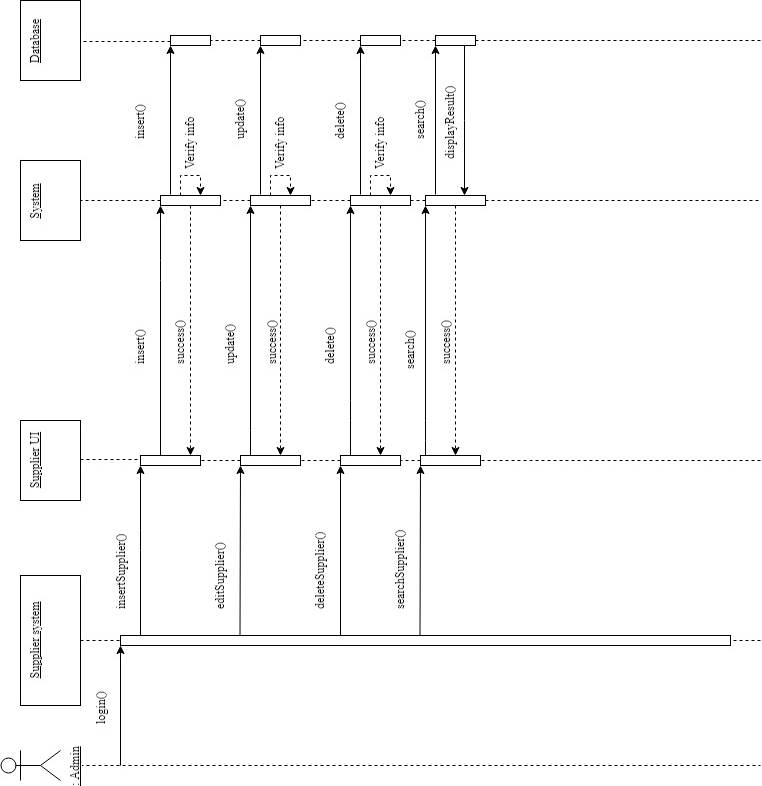 : Admin
Supplier system
Supplier UI
System
Database
login()
insertSupplier()
insert()
success()
insert()
Verify info
editSupplier()
update()
success()
update()
Verify info
deleteSupplier()
delete()
success()
delete()
Verify info
searchSupplier()
search()
success()
search()
displayResult()